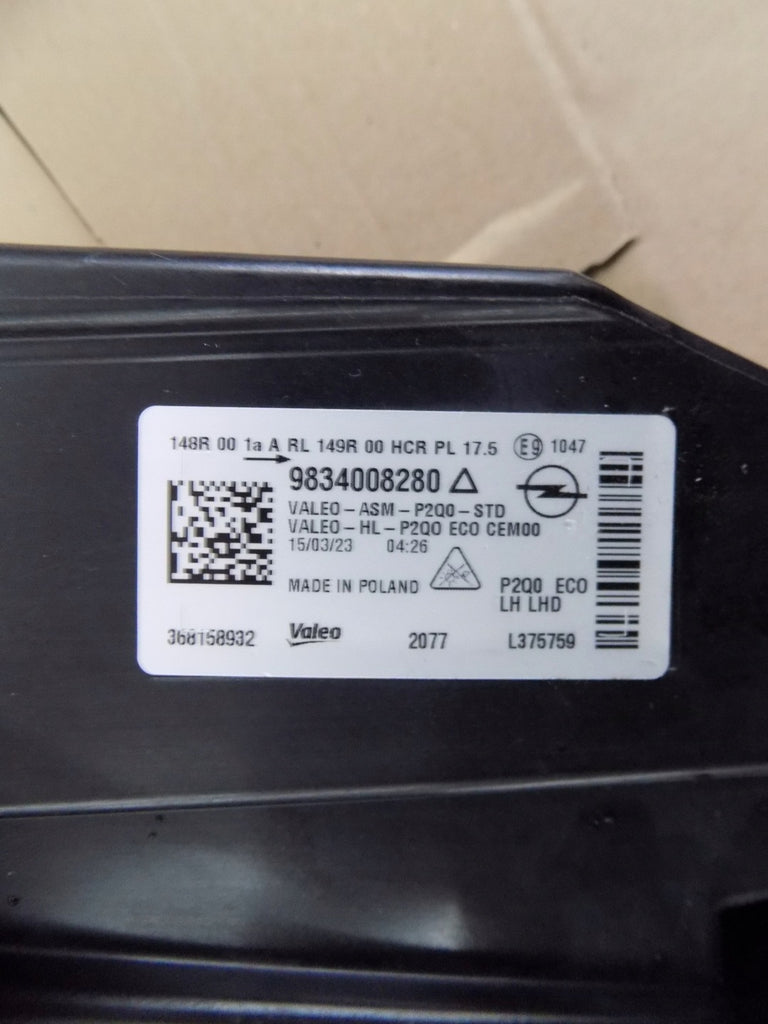 148R 00 1a A RL 149R 00 HCR PL 17.5 E9 1047
9834008280
VALEO-ASM-P2Q0-STD
VALEO-HL-P2Q0 ECO CEM00
15/03/23 04:26
MADE IN POLAND
P2Q0 ECO
LH LHD
368158932 Valeo 2077 L375759